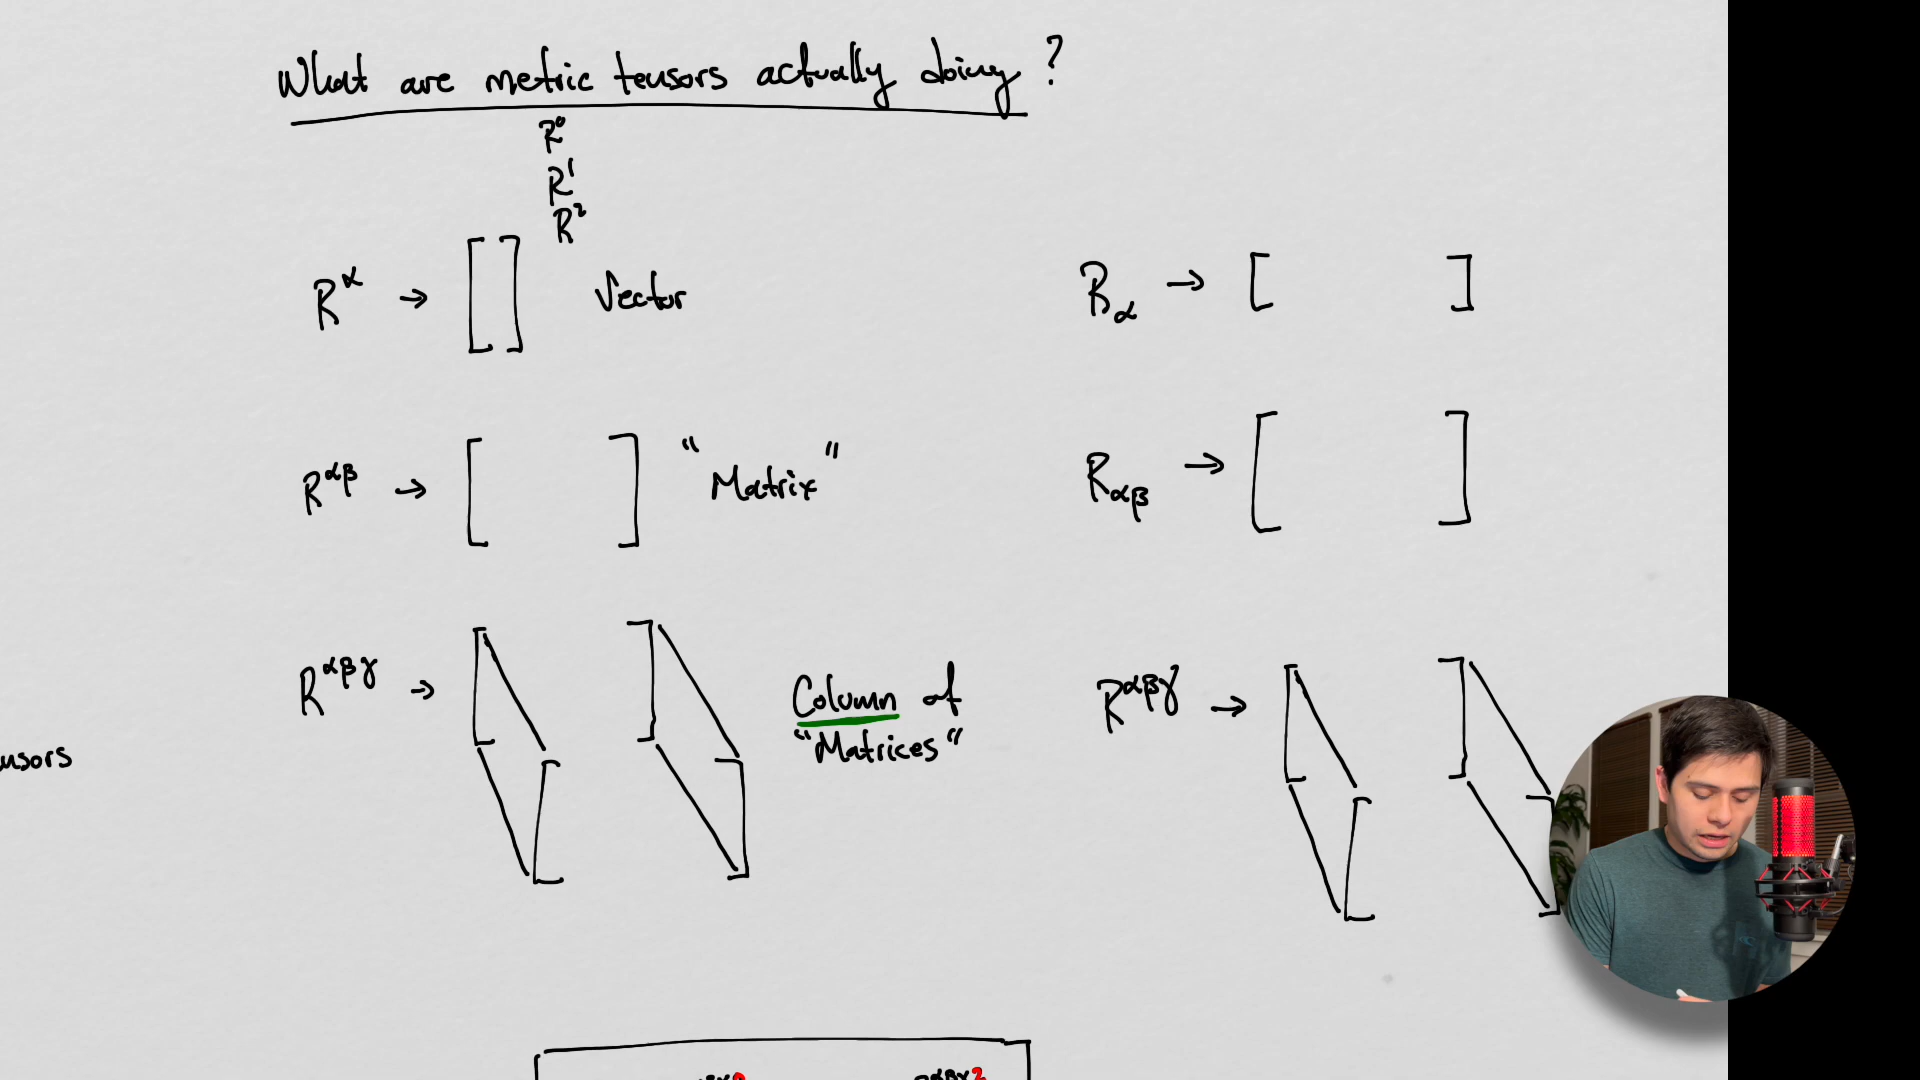 What are metric tensors actually doing?
R⁰
R¹
R²
R^α → [ ] Vector
R_α → [ ]
R^αβ → [ ] "Matrix"
R_αβ → [ ]
R^αβγ → [ ] Column of
"Matrices"
R^αβγ → [ ]